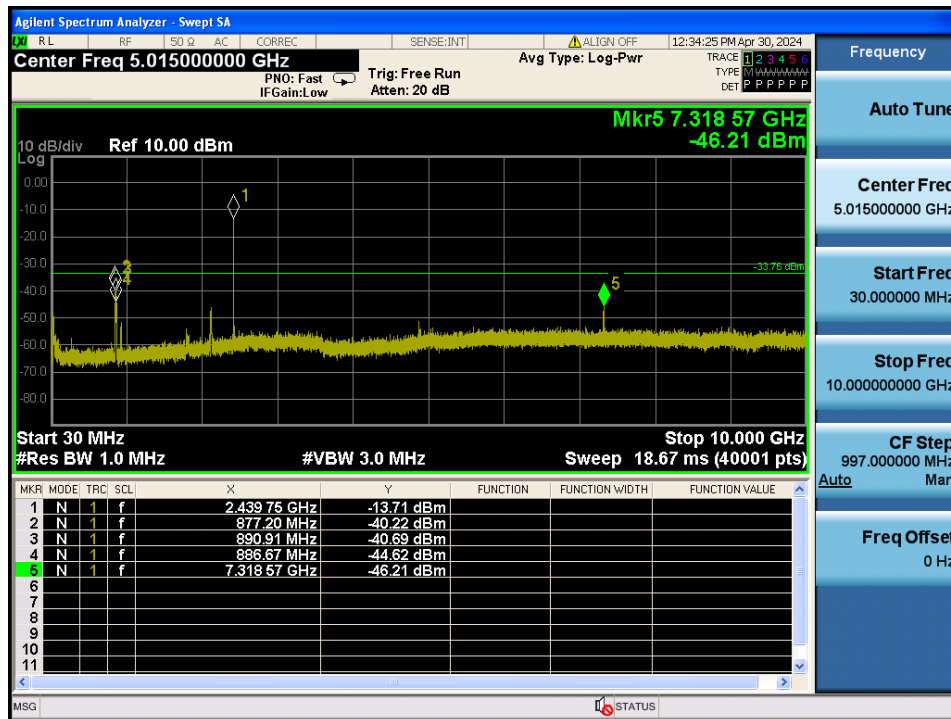 Agilent Spectrum Analyzer - Swept SA
LXI RL RF 50 Ω AC CORREC SENSE:INT ALIGN OFF 12:34:25 PM Apr 30, 2024
Center Freq 5.015000000 GHz
PNO: Fast
IFGain:Low
Trig: Free Run
Atten: 20 dB
Avg Type: Log-Pwr
TRACE 1 2 3 4 5 6
TYPE M
DET P P P P P P
Mkr5 7.318 57 GHz
-46.21 dBm
10 dB/div
Log
Ref 10.00 dBm
0.00
-10.0
-20.0
-30.0
-40.0
-50.0
-60.0
-70.0
-80.0
1
2
4
5
-33.76 dBm
Start 30 MHz
Stop 10.000 GHz
#Res BW 1.0 MHz
#VBW 3.0 MHz
Sweep 18.67 ms (40001 pts)
MKR MODE TRC SCL X Y FUNCTION FUNCTION WIDTH FUNCTION VALUE
1 N 1 f 2.439 75 GHz -13.71 dBm
2 N 1 f 877.20 MHz -40.22 dBm
3 N 1 f 890.91 MHz -40.69 dBm
4 N 1 f 886.67 MHz -44.62 dBm
5 N 1 f 7.318 57 GHz -46.21 dBm
6
7
8
9
10
11
MSG
STATUS
Frequency
Auto Tune
Center Freq
5.015000000 GHz
Start Freq
30.000000 MHz
Stop Freq
10.000000000 GHz
CF Step
997.000000 MHz
Auto Man
Freq Offset
0 Hz